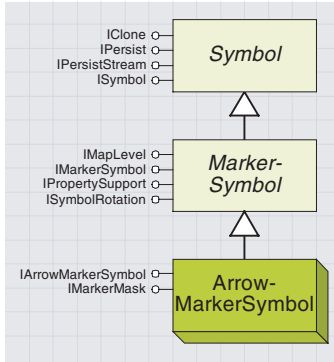 IClone
IPersist
IPersistStream
ISymbol
Symbol
IMapLevel
IMarkerSymbol
IPropertySupport
ISymbolRotation
Marker-
Symbol
IArrowMarkerSymbol
IMarkerMask
Arrow-
MarkerSymbol